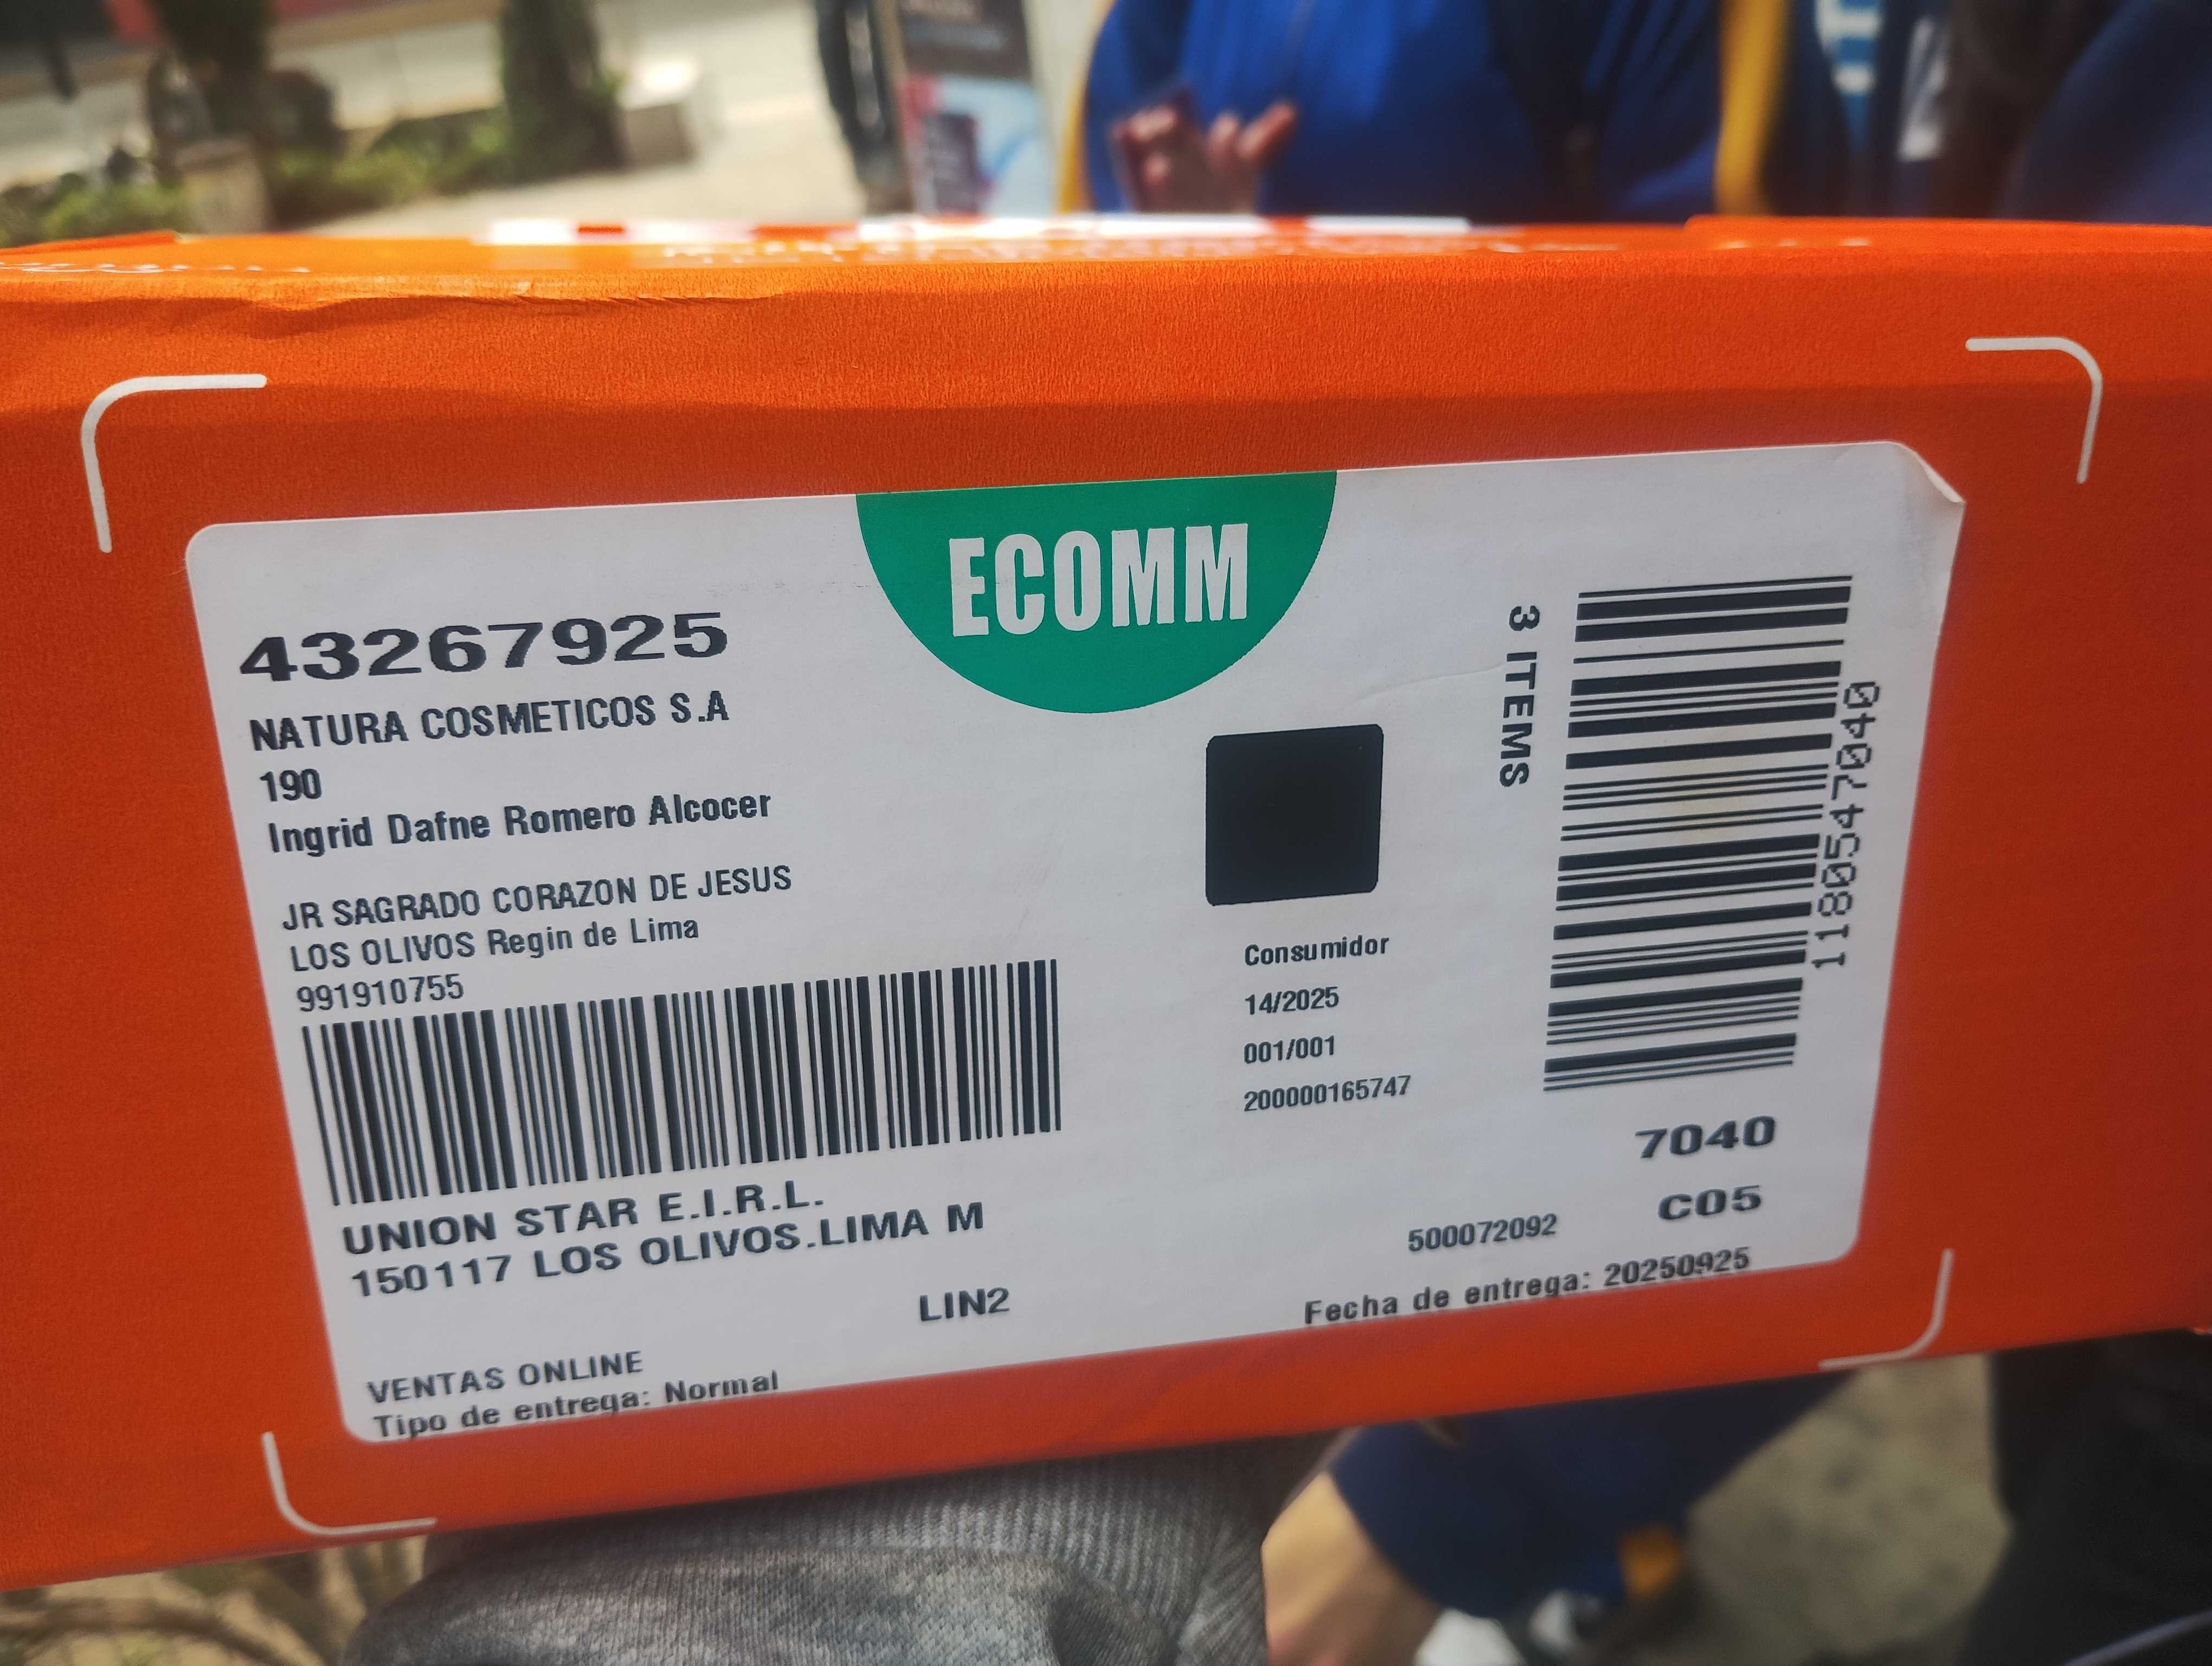 ECOMM
43267925
NATURA COSMETICOS S.A
190
Ingrid Dafne Romero Alcocer
JR SAGRADO CORAZON DE JESUS
LOS OLIVOS Regin de Lima
991910755
UNION STAR E.I.R.L.
150117 LOS OLIVOS.LIMA M
LIN2
VENTAS ONLINE
Tipo de entrega: Normal
Consumidor
14/2025
001/001
200000165747
3 ITEMS
1180547040
7040
C05
500072092
Fecha de entrega: 20250925